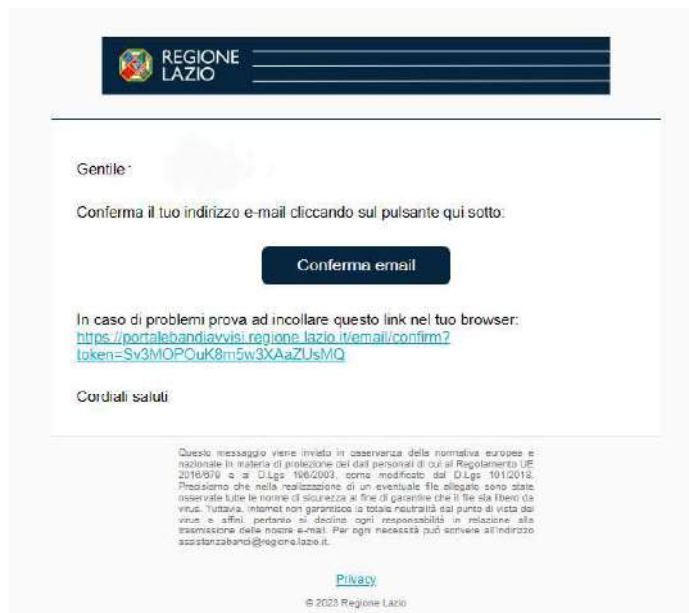 REGIONE
LAZIO
Gentile
Conferma il tuo indirizzo e-mail cliccando sul pulsante qui sotto:
Conferma email
In caso di problemi prova ad incollare questo link nel tuo browser:
https://portalebandiavvisi.regione.lazio.it/email/confirm?
token=Sv3MOPOuK8m5w3XAaZUsMQ
Cordiali saluti
Questo messaggio viene inviato in osservanza della normativa europea e
nazionale in materia di protezione dei dati personali di cui al Regolamento UE
2016/679 e al D.Lgs 196/2003, come modificato dal D.Lgs 101/2018.
Precisiamo che nella realizzazione di un eventuale file allegato sono state
osservate tutte le norme di sicurezza al fine di garantire che il file sia libero da
virus. Tuttavia, Internet non garantisce la totale neutralità dal punto di vista dei
virus e affini, pertanto si declina ogni responsabilità in relazione alla
trasmissione delle nostre e-mail. Per ogni necessità può scrivere all'indirizzo
assistenzabandi@regione.lazio.it.
Privacy
© 2023 Regione Lazio